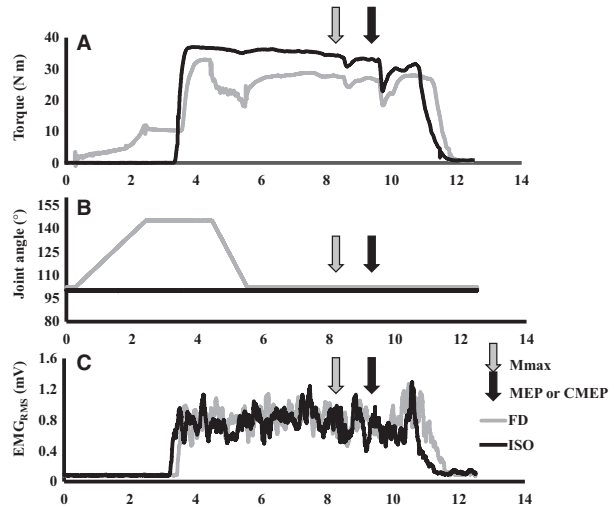 A
Torque (N m)
40
30
20
10
0
0 2 4 6 8 10 12 14
B
Joint angle (°)
155
140
125
110
95
80
0 2 4 6 8 10 12 14
C
EMGRMS (mV)
1.6
1.2
0.8
0.4
0
0 2 4 6 8 10 12 14
Mmax
MEP or CMEP
FD
ISO